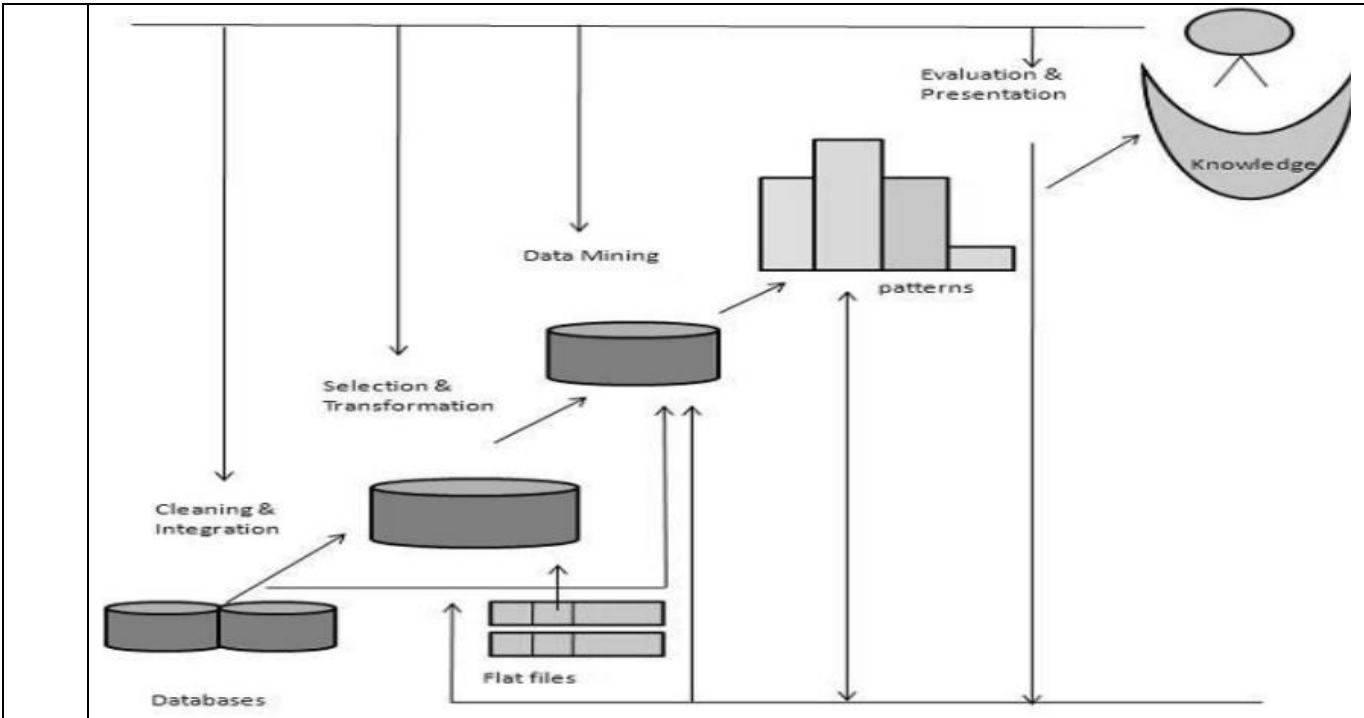 Evaluation &
Presentation
Knowledge
Data Mining
patterns
Selection &
Transformation
Cleaning &
Integration
Flat files
Databases